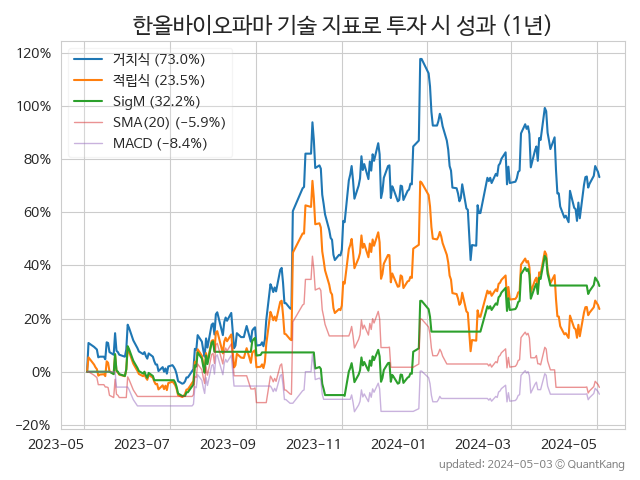 한올바이오파마 기술 지표로 투자 시 성과 (1년)
거치식 (73.0%)
적립식 (23.5%)
SigM (32.2%)
SMA(20) (−5.9%)
MACD (−8.4%)
120%
100%
80%
60%
40%
20%
0%
−20%
2023-05 2023-07 2023-09 2023-11 2024-01 2024-03 2024-05
updated: 2024-05-03 ⓒ QuantKang